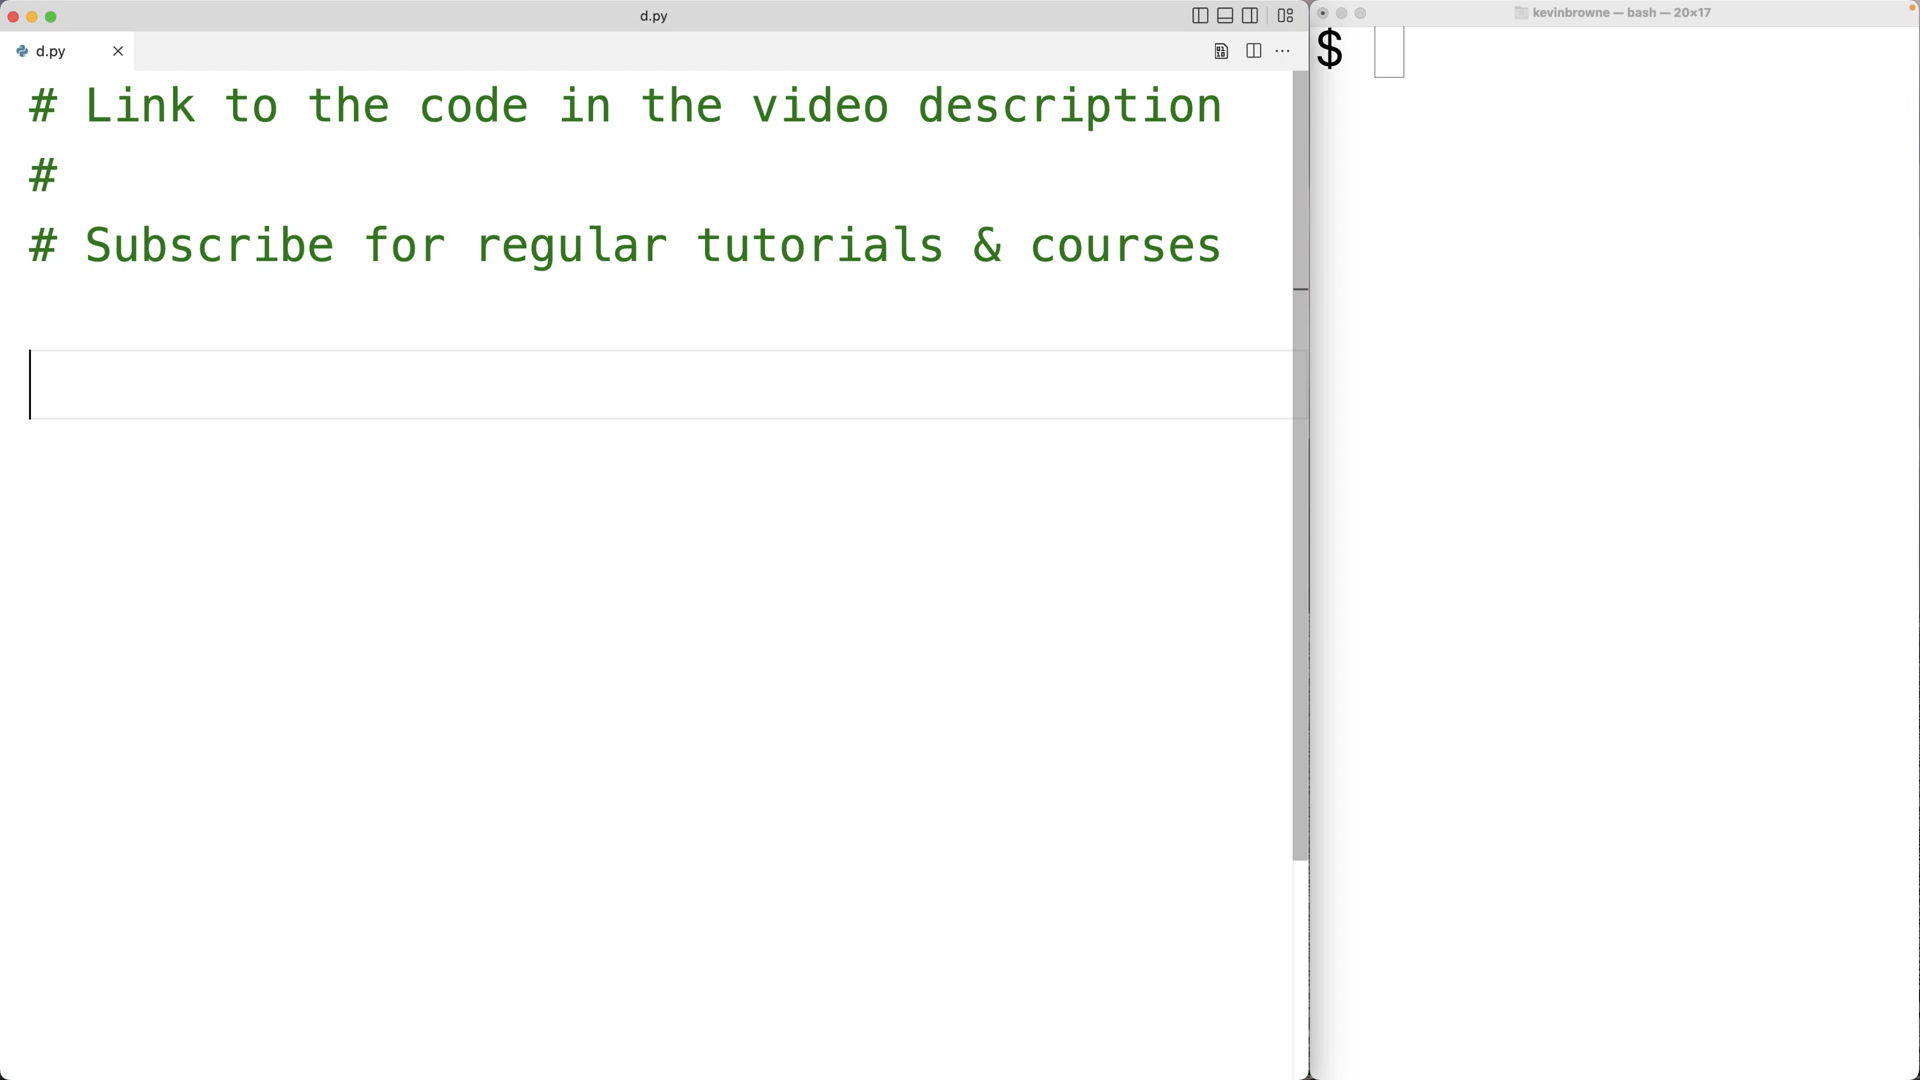 d.py
d.py
# Link to the code in the video description
#
# Subscribe for regular tutorials & courses
kevinbrowne — bash — 20×17
$